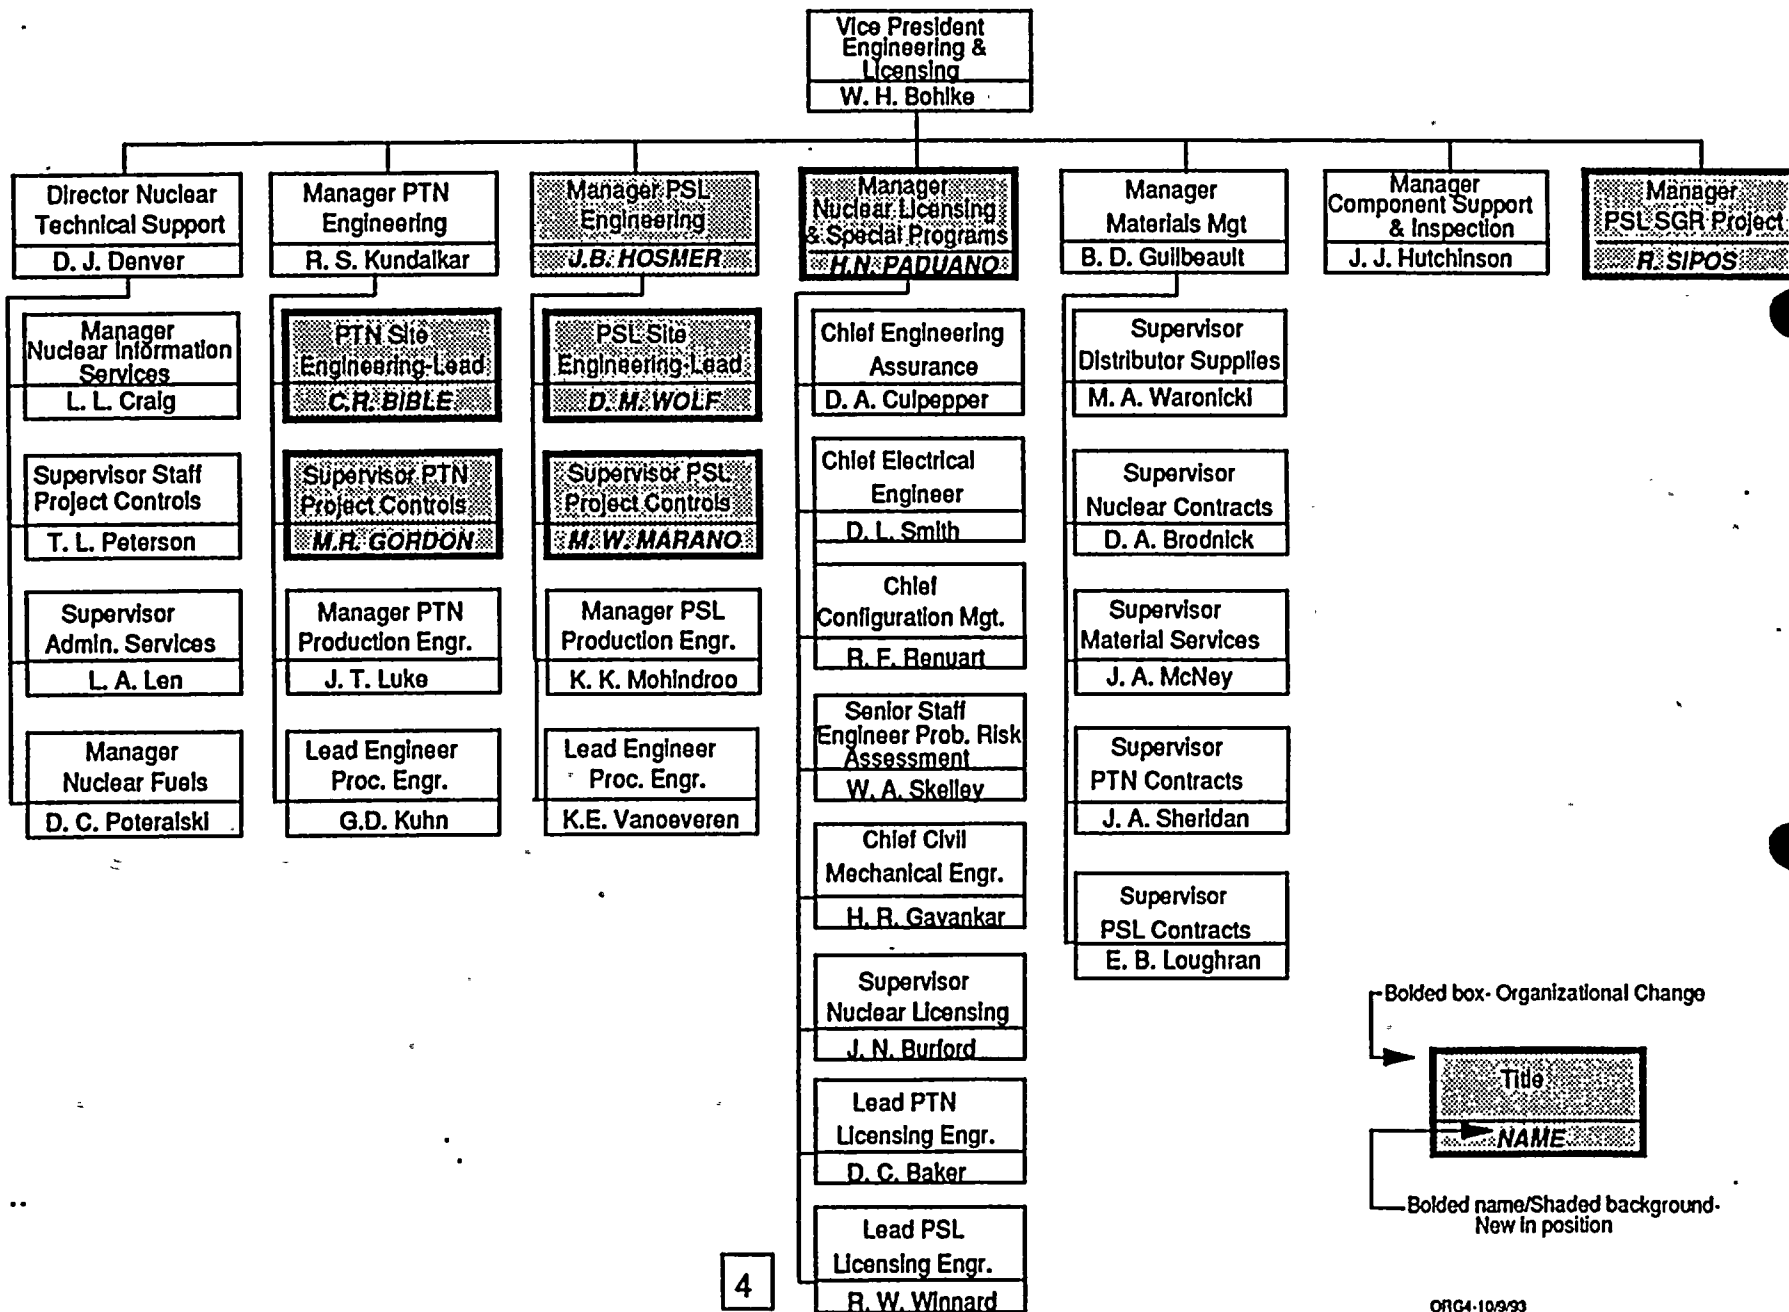 Vice President
Engineering &
Licensing
W. H. Bohlke
Director Nuclear
Technical Support
D. J. Denver
Manager PTN
Engineering
R. S. Kundalkar
Manager PSL
Engineering
J.B. HOSMER
Manager
Nuclear Licensing
& Special Programs
H.N. PADUANO
Manager
Materials Mgt
B. D. Guilbeault
Manager
Component Support
& Inspection
J. J. Hutchinson
Manager
PSL SGR Project
R. SIPOS
Manager
Nuclear Information
Services
L. L. Craig
Supervisor Staff
Project Controls
T. L. Peterson
Supervisor
Admin. Services
L. A. Len
Manager
Nuclear Fuels
D. C. Poteralski
PTN Site
Engineering-Lead
C.R. BIBLE
Supervisor PTN
Project Controls
M.R. GORDON
Manager PTN
Production Engr.
J. T. Luke
Lead Engineer
Proc. Engr.
G.D. Kuhn
PSL Site
Engineering-Lead
D. M. WOLF
Supervisor PSL
Project Controls
M. W. MARANO
Manager PSL
Production Engr.
K. K. Mohindroo
Lead Engineer
Proc. Engr.
K.E. Vanoeveren
Chief Engineering
Assurance
D. A. Culpepper
Chief Electrical
Engineer
D. L. Smith
Chief
Configuration Mgt.
R. F. Renuart
Senior Staff
Engineer Prob. Risk
Assessment
W. A. Skelley
Chief Civil
Mechanical Engr.
H. R. Gavankar
Supervisor
Nuclear Licensing
J. N. Burford
Lead PTN
Licensing Engr.
D. C. Baker
Lead PSL
Licensing Engr.
R. W. Winnard
Supervisor
Distributor Supplies
M. A. Waronicki
Supervisor
Nuclear Contracts
D. A. Brodnick
Supervisor
Material Services
J. A. McNey
Supervisor
PTN Contracts
J. A. Sheridan
Supervisor
PSL Contracts
E. B. Loughran
Bolded box- Organizational Change
Title
NAME
Bolded name/Shaded background-
New in position
4
ORG4-10/9/93